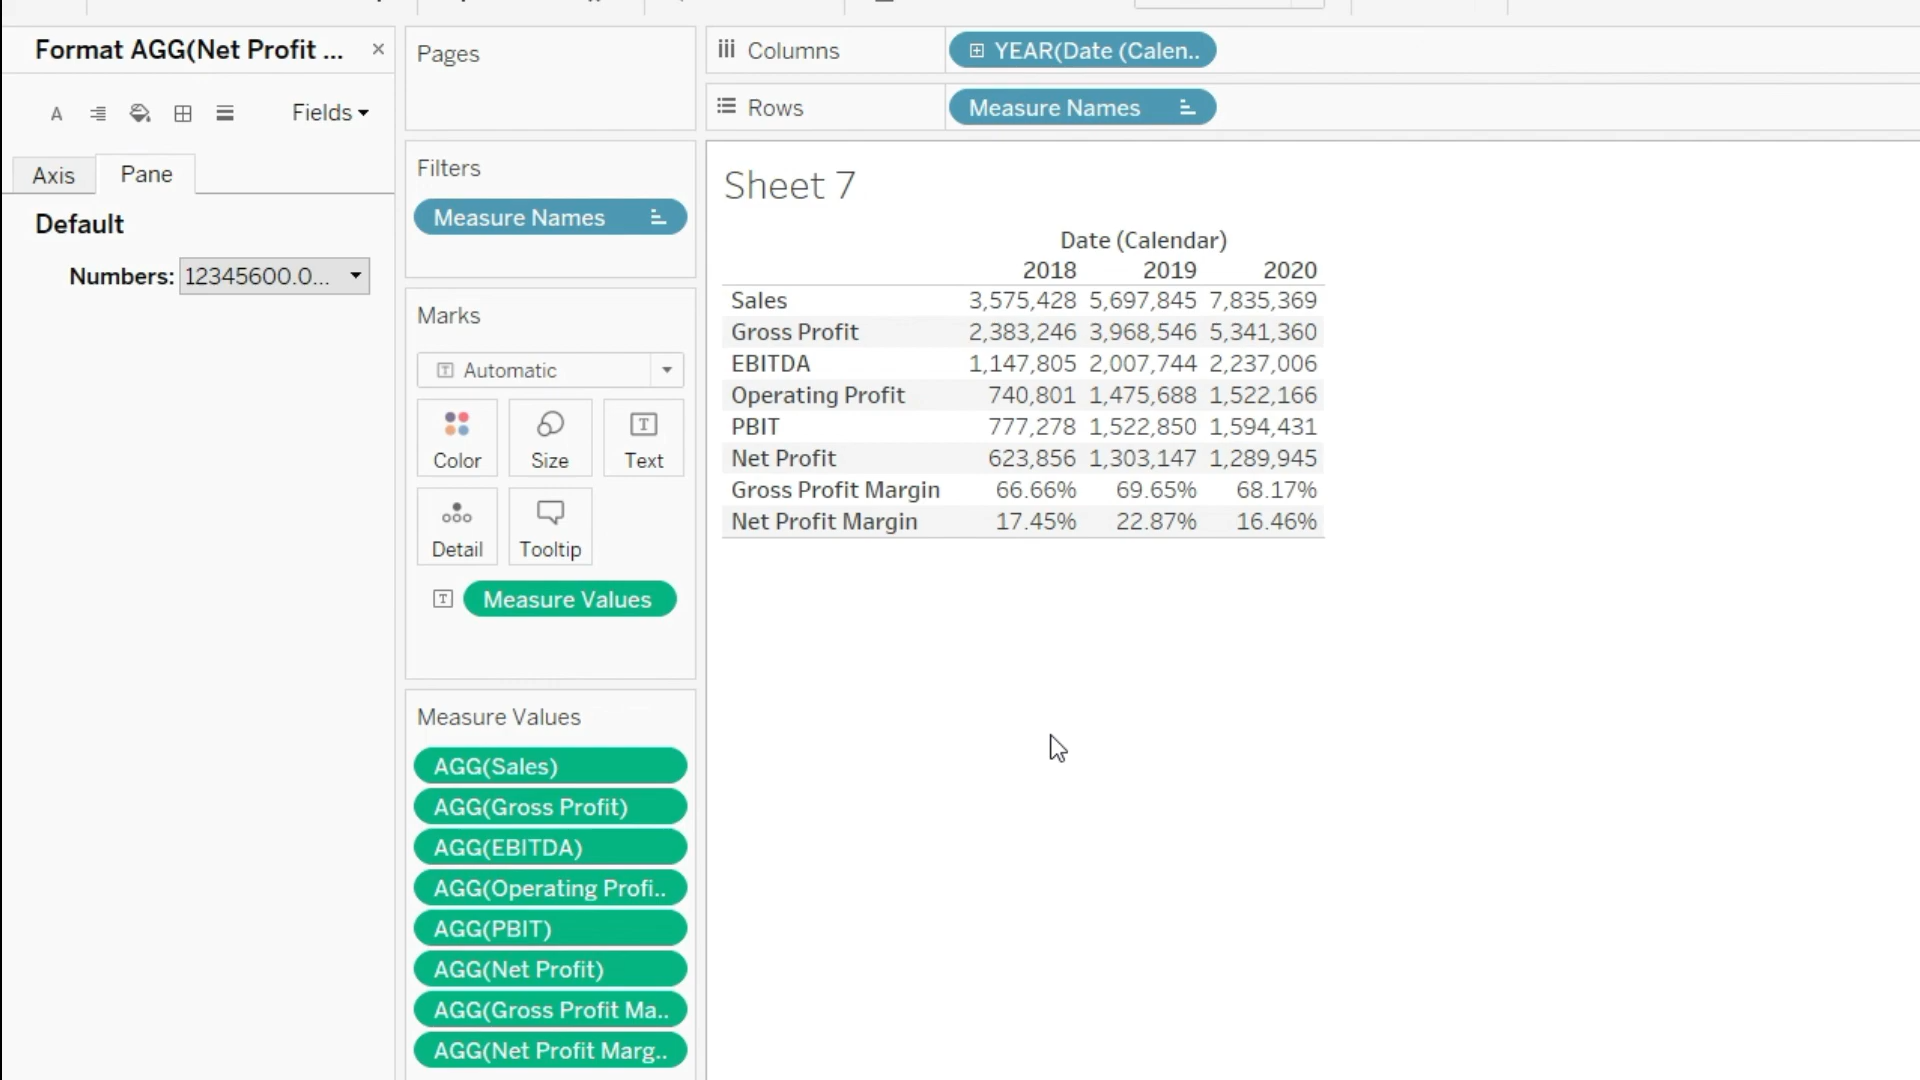 Format AGG(Net Profit ...
A
Fields
Axis
Pane
Default
Numbers: 12345600.0...
Pages
Filters
Measure Names
Marks
T Automatic
Color
Size
T Text
Detail
Tooltip
T Measure Values
Measure Values
AGG(Sales)
AGG(Gross Profit)
AGG(EBITDA)
AGG(Operating Profi..
AGG(PBIT)
AGG(Net Profit)
AGG(Gross Profit Ma..
AGG(Net Profit Marg..
Columns YEAR(Date (Calen..
Rows Measure Names
Sheet 7
Date (Calendar)
2018 2019 2020
Sales 3,575,428 5,697,845 7,835,369
Gross Profit 2,383,246 3,968,546 5,341,360
EBITDA 1,147,805 2,007,744 2,237,006
Operating Profit 740,801 1,475,688 1,522,166
PBIT 777,278 1,522,850 1,594,431
Net Profit 623,856 1,303,147 1,289,945
Gross Profit Margin 66.66% 69.65% 68.17%
Net Profit Margin 17.45% 22.87% 16.46%